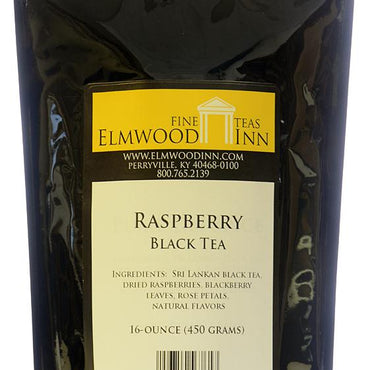 FINE TEAS
ELMWOOD INN
WWW.ELMWOODINN.COM
PERRYVILLE, KY 40468-0100
800.765.2139
RASPBERRY
BLACK TEA
INGREDIENTS: SRI LANKAN BLACK TEA,
DRIED RASPBERRIES, BLACKBERRY
LEAVES, ROSE PETALS,
NATURAL FLAVORS
16-OUNCE (450 GRAMS)